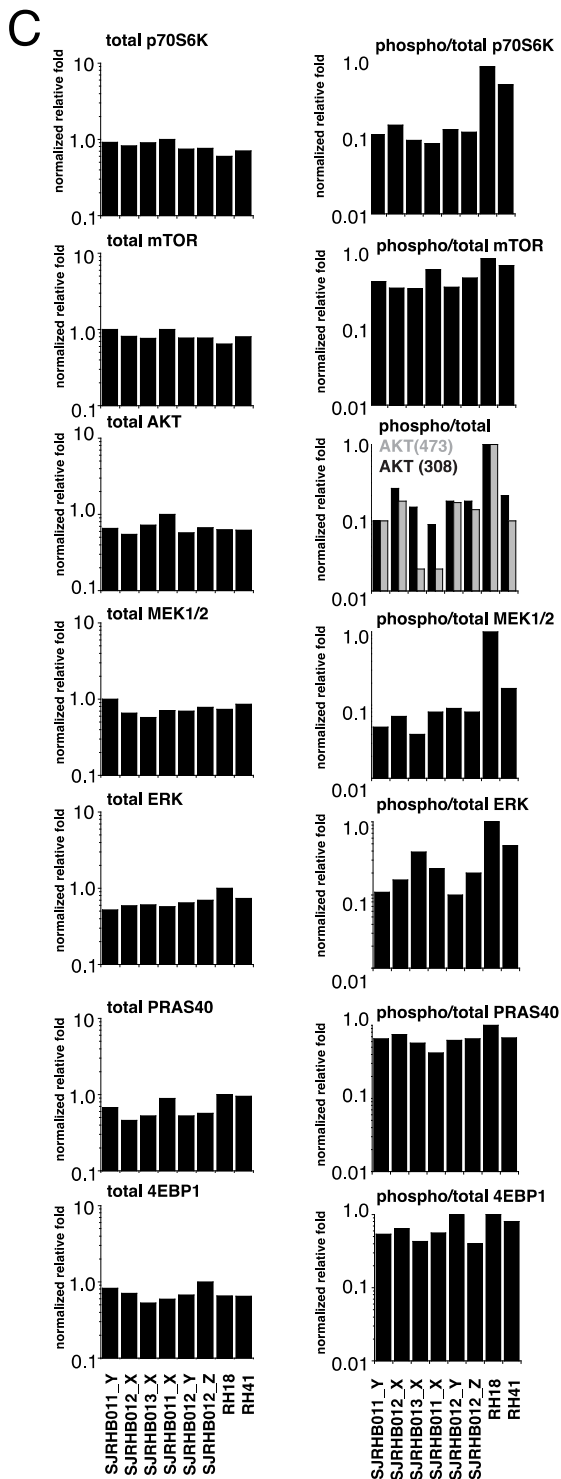 C
total p70S6K
normalized relative fold
10
1.0
0.1
phospho/total p70S6K
normalized relative fold
1.0
0.1
0.01
total mTOR
normalized relative fold
10
1.0
0.1
phospho/total mTOR
normalized relative fold
1.0
0.1
0.01
total AKT
normalized relative fold
10
1.0
0.1
phospho/total
AKT(473)
AKT (308)
normalized relative fold
1.0
0.1
0.01
total MEK1/2
normalized relative fold
10
1.0
0.1
phospho/total MEK1/2
normalized relative fold
1.0
0.1
0.01
total ERK
normalized relative fold
10
1.0
0.1
phospho/total ERK
normalized relative fold
1.0
0.1
0.01
total PRAS40
normalized relative fold
10
1.0
0.1
phospho/total PRAS40
normalized relative fold
1.0
0.1
0.01
total 4EBP1
normalized relative fold
10
1.0
0.1
phospho/total 4EBP1
normalized relative fold
1.0
0.1
0.01
SJRHB011_Y
SJRHB012_X
SJRHB013_X
SJRHB011_X
SJRHB012_Y
SJRHB012_Z
RH18
RH41
SJRHB011_Y
SJRHB012_X
SJRHB013_X
SJRHB011_X
SJRHB012_Y
SJRHB012_Z
RH18
RH41